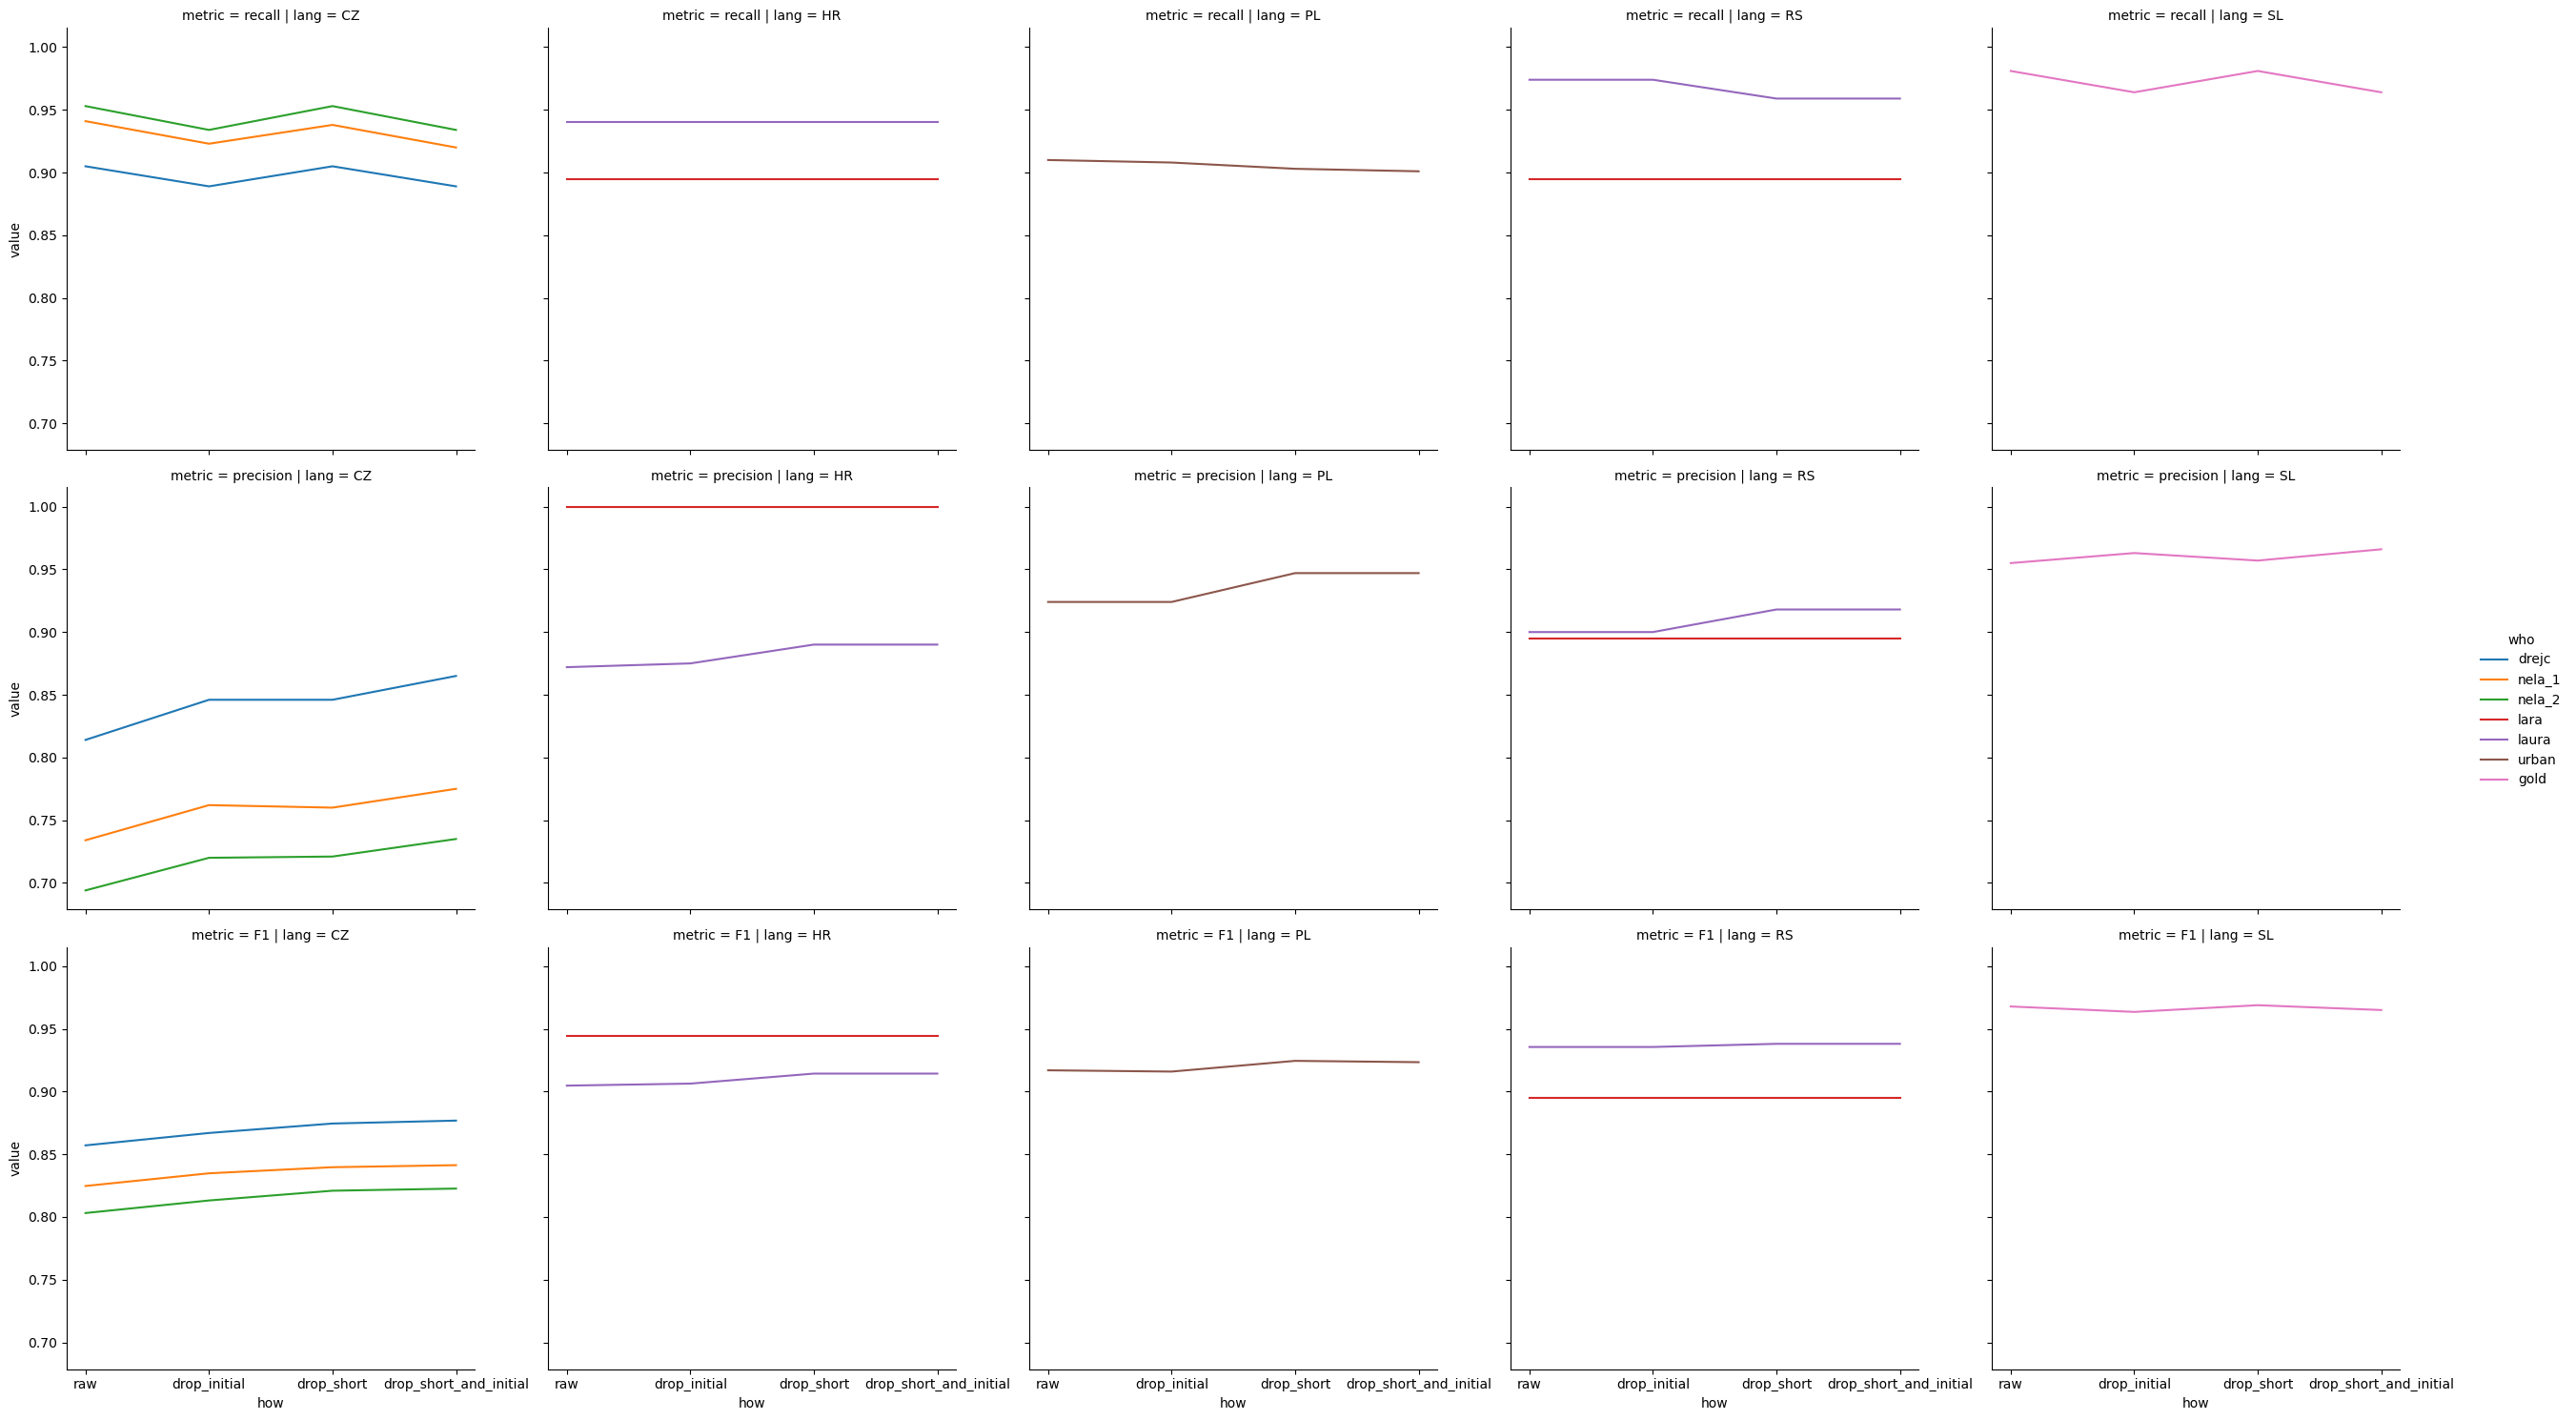 metric = recall | lang = CZ
metric = recall | lang = HR
metric = recall | lang = PL
metric = recall | lang = RS
metric = recall | lang = SL
1.00
0.95
0.90
0.85
0.80
0.75
0.70
value
metric = precision | lang = CZ
metric = precision | lang = HR
metric = precision | lang = PL
metric = precision | lang = RS
metric = precision | lang = SL
1.00
0.95
0.90
0.85
0.80
0.75
0.70
value
who
drejc
nela_1
nela_2
lara
laura
urban
gold
metric = F1 | lang = CZ
metric = F1 | lang = HR
metric = F1 | lang = PL
metric = F1 | lang = RS
metric = F1 | lang = SL
1.00
0.95
0.90
0.85
0.80
0.75
0.70
value
raw drop_initial drop_short drop_short_and_initial
how
raw drop_initial drop_short drop_short_and_initial
how
raw drop_initial drop_short drop_short_and_initial
how
raw drop_initial drop_short drop_short_and_initial
how
raw drop_initial drop_short drop_short_and_initial
how